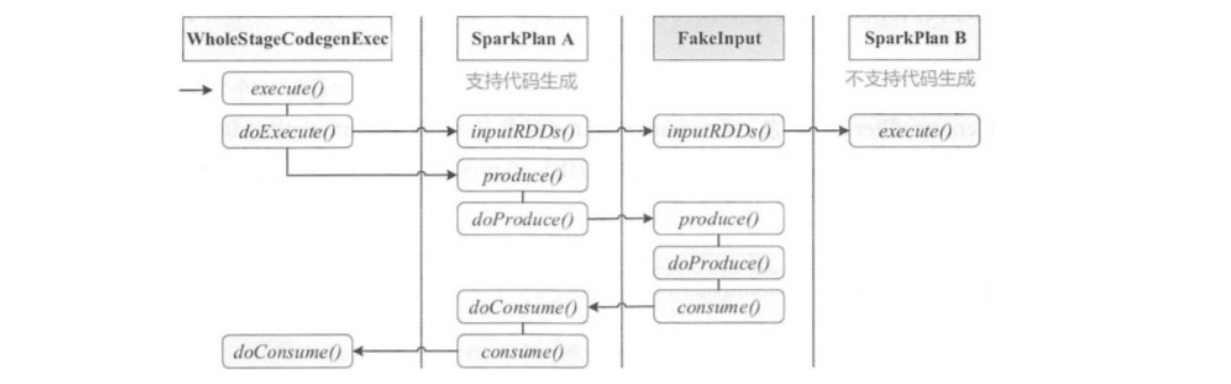 WholeStageCodegenExec
SparkPlan A
FakeInput
SparkPlan B
支持代码生成
不支持代码生成
execute()
doExecute()
inputRDDs()
inputRDDs()
execute()
produce()
doProduce()
produce()
doProduce()
doConsume()
consume()
doConsume()
consume()